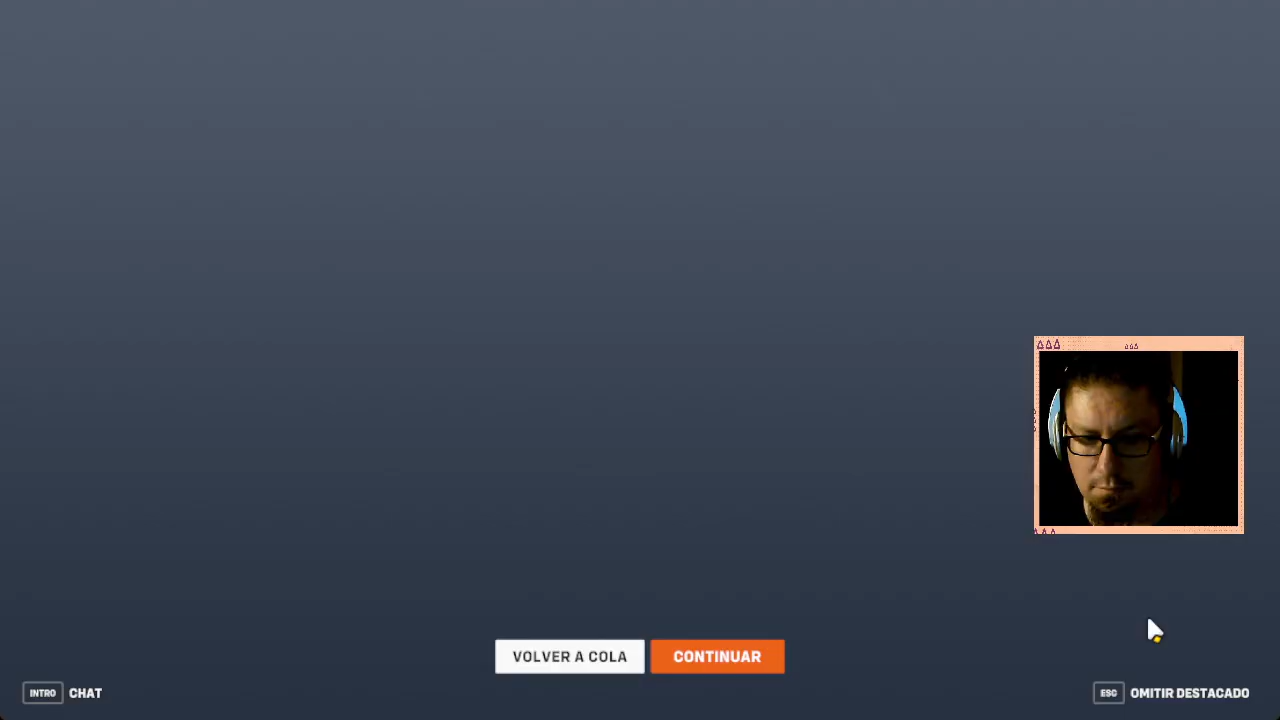 VOLVER A COLA
CONTINUAR
INTRO CHAT
ESC OMITIR DESTACADO